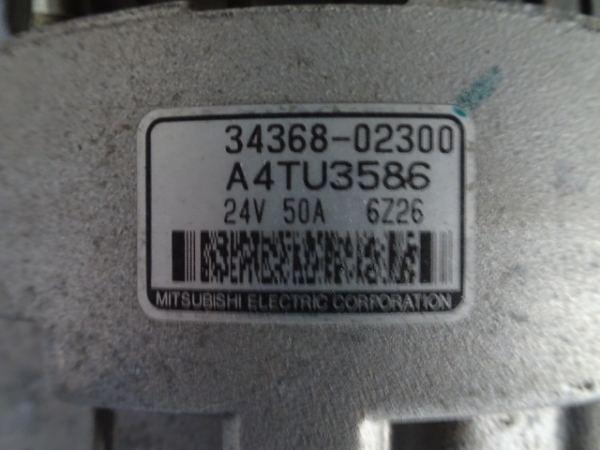 34368-02300
A4TU3586
24V 50A 6Z26
MITSUBISHI ELECTRIC CORPORATION